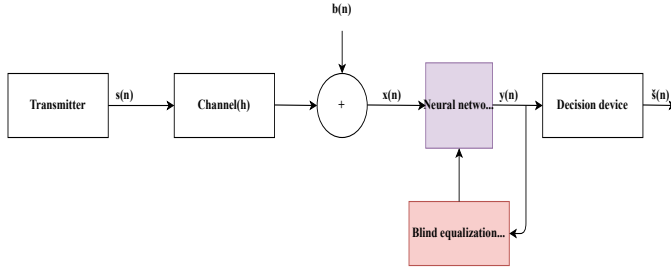 b(n)
Transmitter
s(n)
Channel(h)
+
x(n)
Neural netwo...
y(n)
Decision device
š(n)
Blind equalization...